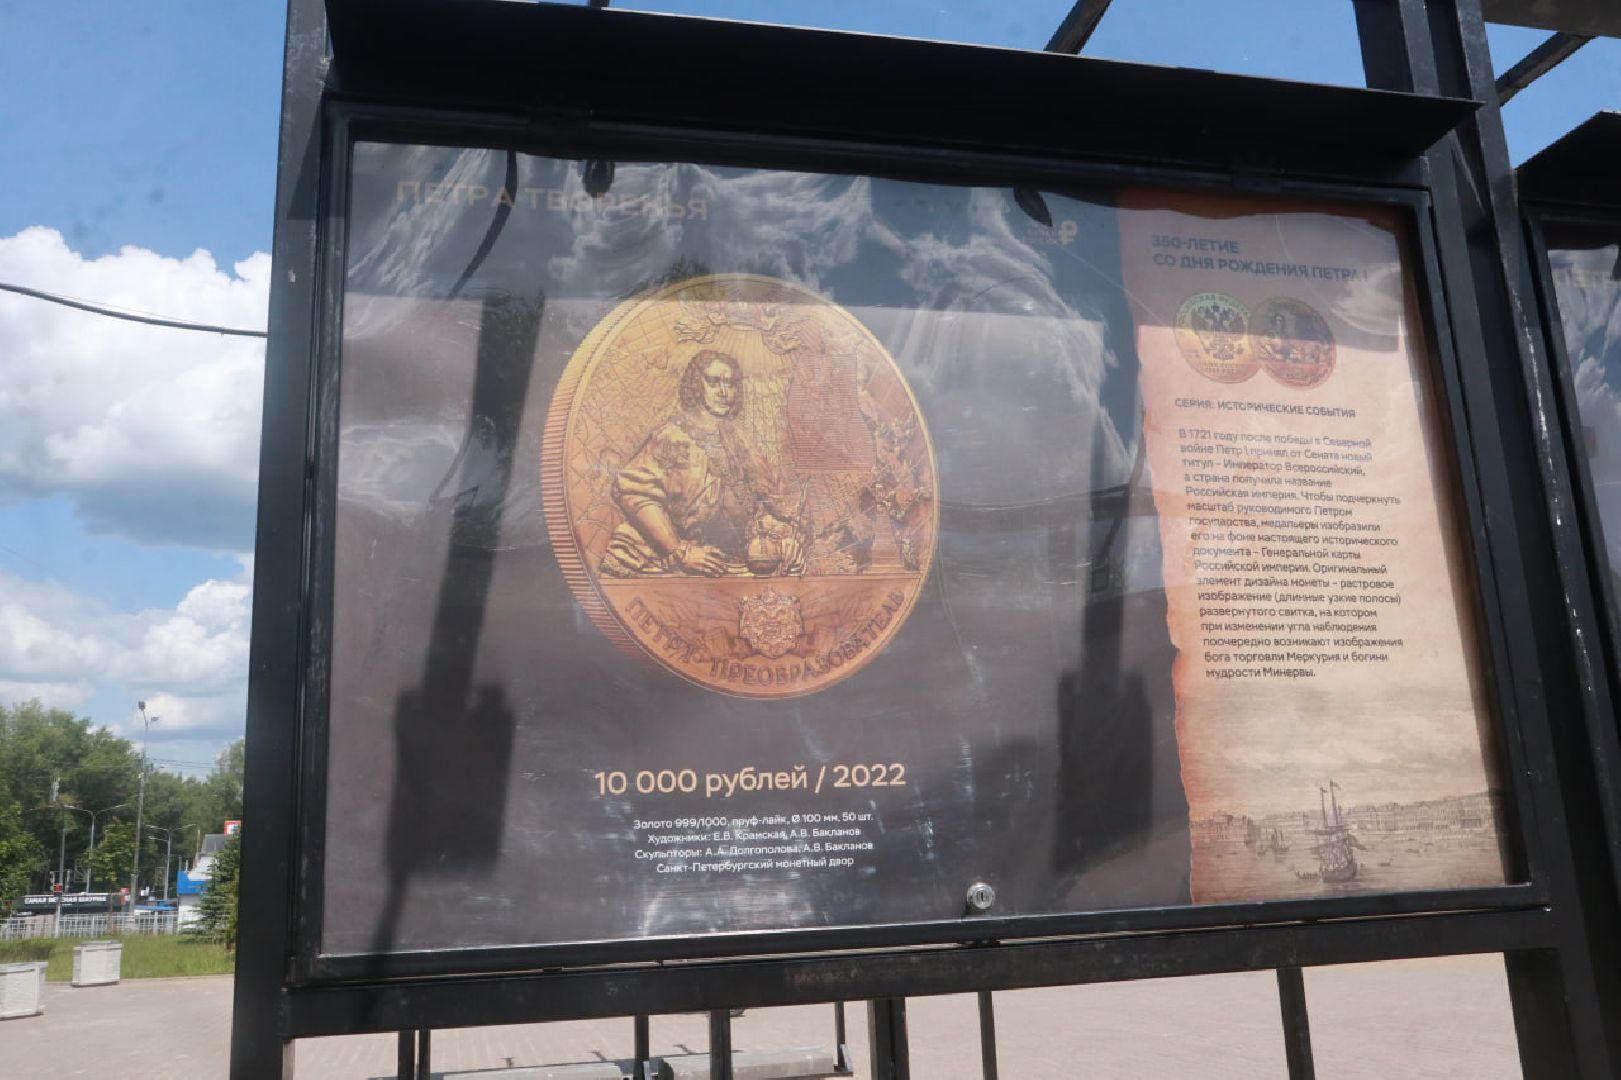 ПЕТРА ТВОРЕНЬЯ
350-ЛЕТИЕ
СО ДНЯ РОЖДЕНИЯ ПЕТРА I
СЕРИЯ: ИСТОРИЧЕСКИЕ СОБЫТИЯ
В 1721 году после победы в Северной
войне Петр I принял от Сената новый
титул – Император Всероссийский,
а страна получила название
Российская империя. Чтобы подчеркнуть
масштаб руководимого Петром
государства, медальеры изобразили
его на фоне настоящего исторического
документа – Генеральной карты
Российской империи. Оригинальный
элемент дизайна монеты – растровое
изображение (длинные узкие полосы)
развернутого свитка, на котором
при изменении угла наблюдения
поочередно возникают изображения
бога торговли Меркурия и богини
мудрости Минервы.
ПЕТР I • ПРЕОБРАЗОВАТЕЛЬ
10 000 рублей / 2022
Золото 999/1000, пруф-лайк, Ø 100 мм, 50 шт.
Художники: Е.В. Крамская, А.В. Бакланов
Скульпторы: А.А. Долгополова, А.В. Бакланов
Санкт-Петербургский монетный двор